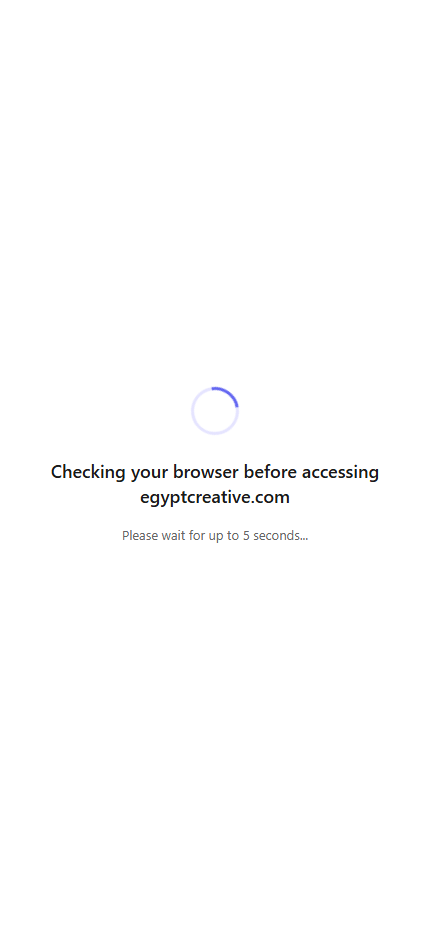 Checking your browser before accessing
egyptcreative.com
Please wait for up to 5 seconds...